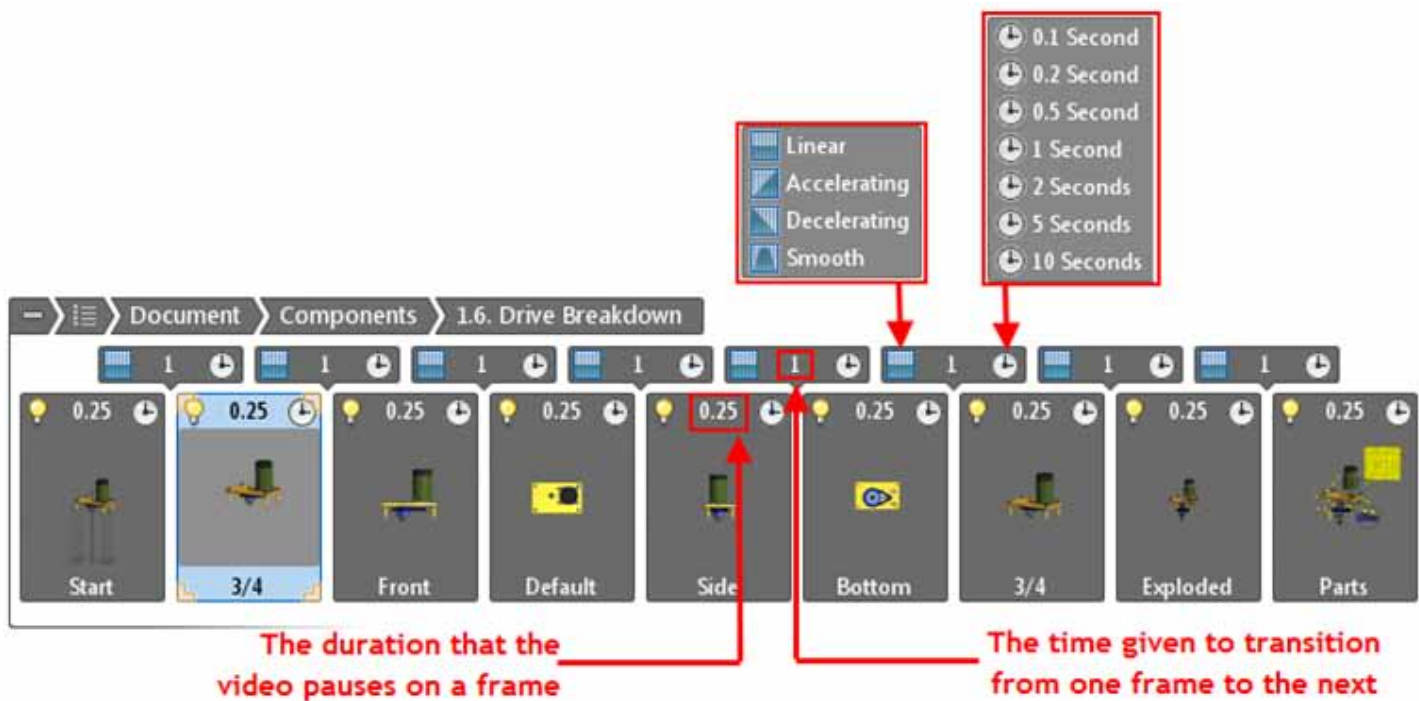 0.1 Second
0.2 Second
0.5 Second
1 Second
2 Seconds
5 Seconds
10 Seconds
Linear
Accelerating
Decelerating
Smooth
Document Components 1.6. Drive Breakdown
1 1 1 1 1 1 1 1
0.25 0.25 0.25 0.25 0.25 0.25 0.25 0.25 0.25
Start 3/4 Front Default Side Bottom 3/4 Exploded Parts
The duration that the
video pauses on a frame
The time given to transition
from one frame to the next